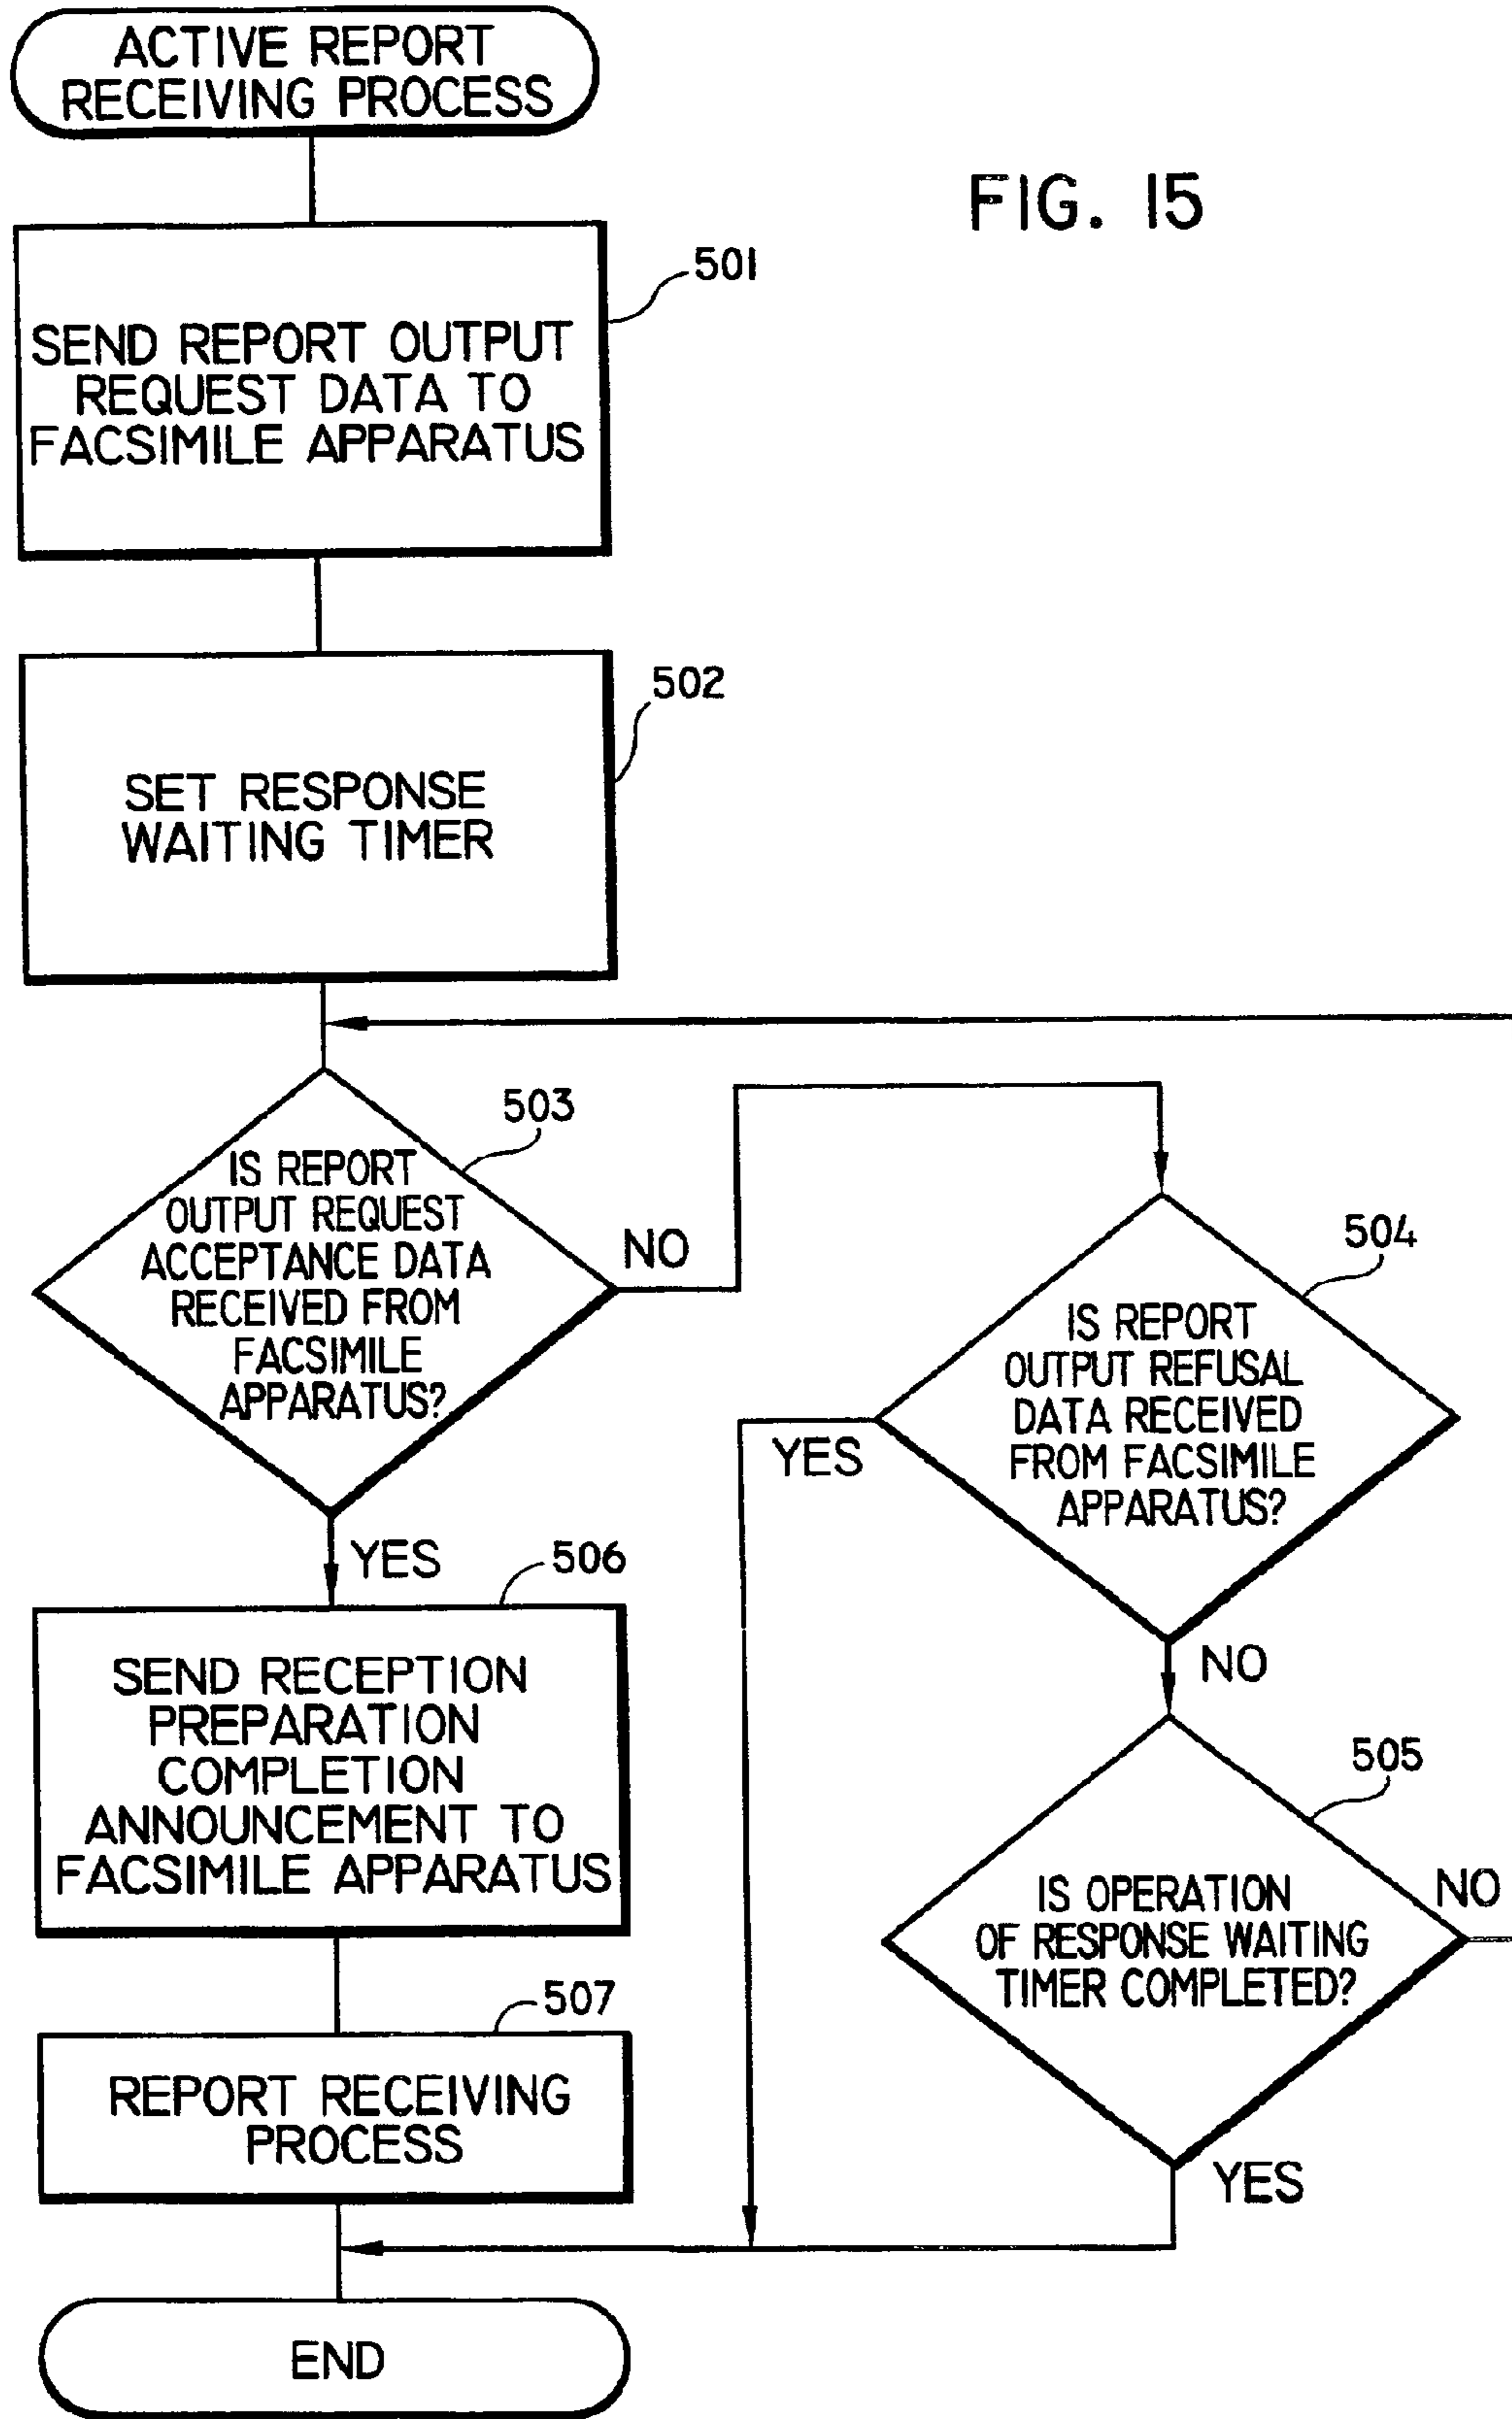 ACTIVE REPORT
RECEIVING PROCESS
FIG. 15
501
SEND REPORT OUTPUT
REQUEST DATA TO
FACSIMILE APPARATUS
502
SET RESPONSE
WAITING TIMER
503
IS REPORT
OUTPUT REQUEST
ACCEPTANCE DATA
RECEIVED FROM
FACSIMILE
APPARATUS?
NO
YES
504
IS REPORT
OUTPUT REFUSAL
DATA RECEIVED
FROM FACSIMILE
APPARATUS?
YES
NO
505
IS OPERATION
OF RESPONSE WAITING
TIMER COMPLETED?
NO
YES
506
SEND RECEPTION
PREPARATION
COMPLETION
ANNOUNCEMENT TO
FACSIMILE APPARATUS
507
REPORT RECEIVING
PROCESS
END